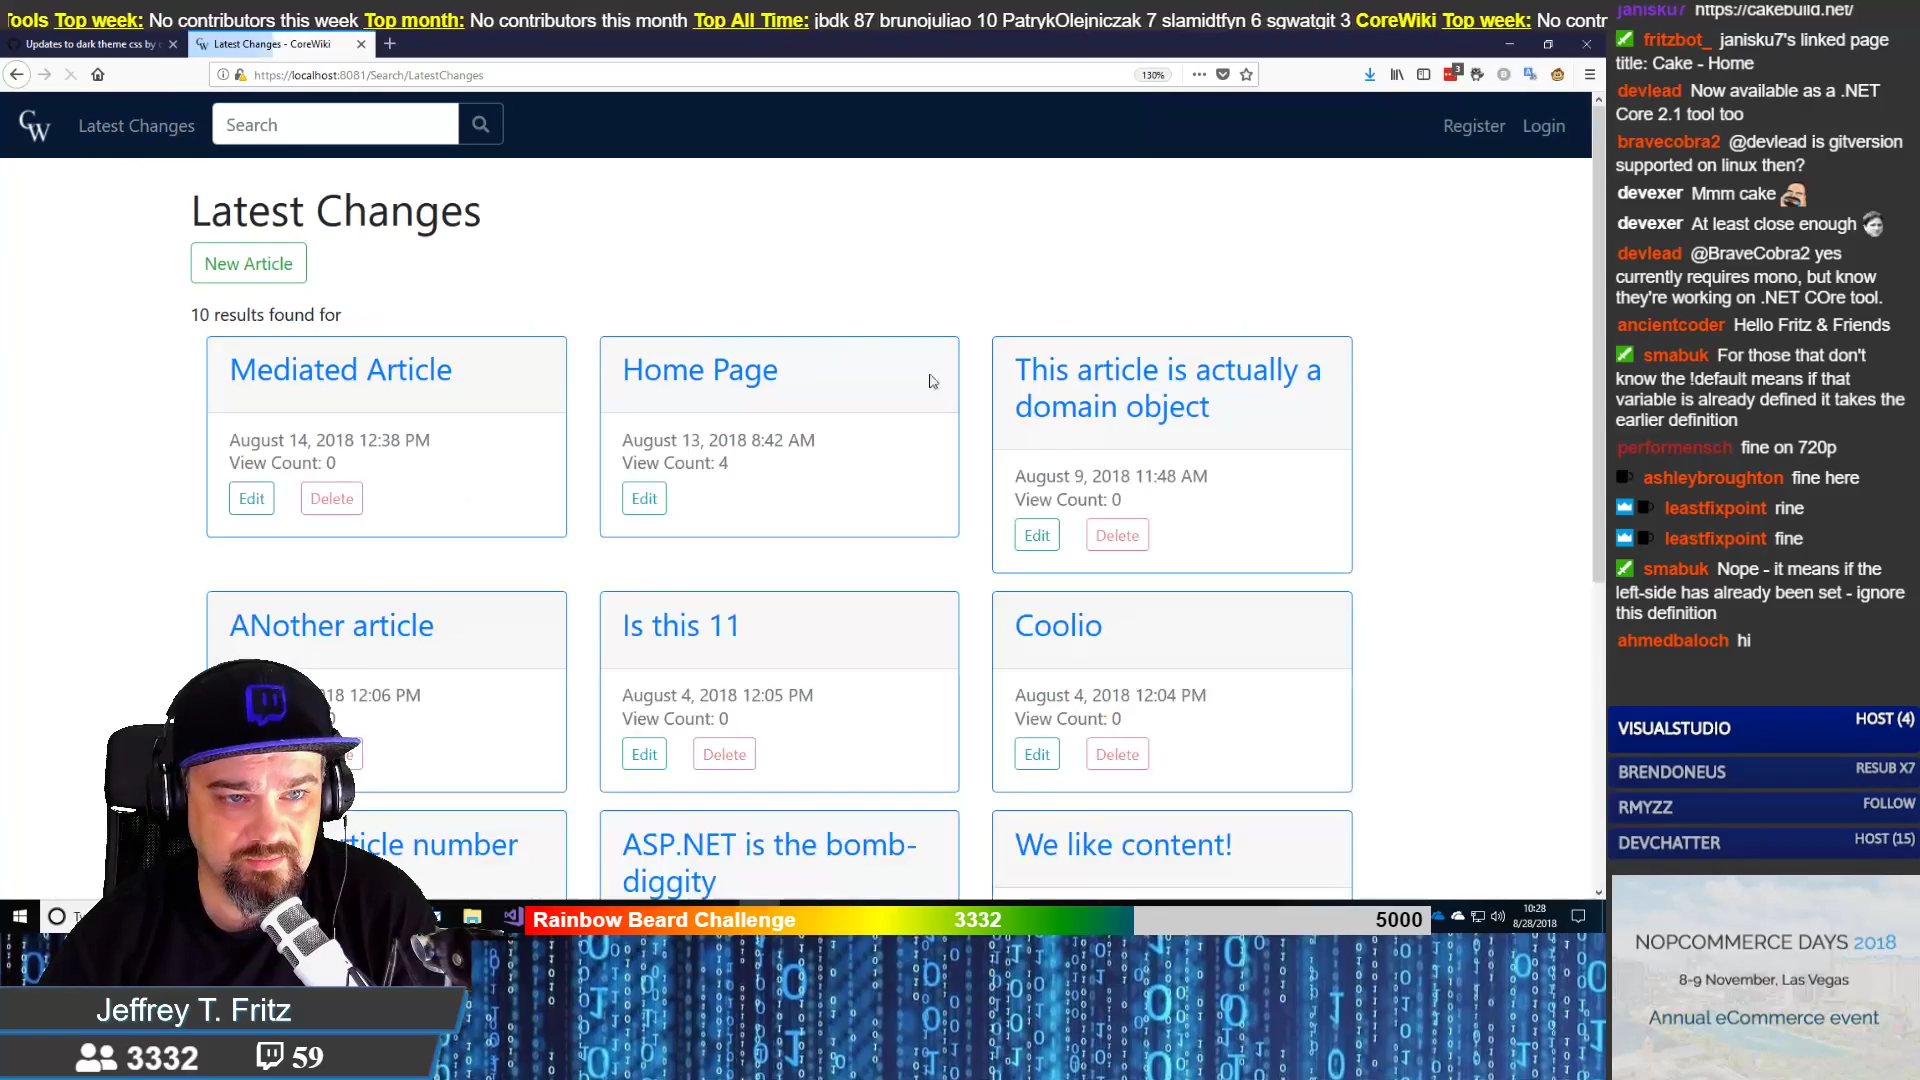 ools Top week: No contributors this week Top month: No contributors this month Top All Time: jbdk 87 brunojuliao 10 PatrykOlejniczak 7 slamidtfyn 6 sgwatgit 3 CoreWiki Top week: No contr
Updates to dark theme css by
Latest Changes - CoreWiki
https://localhost:8081/Search/LatestChanges
130%
3
CW
Latest Changes
Search
Register
Login
Latest Changes
New Article
10 results found for
Mediated Article
August 14, 2018 12:38 PM
View Count: 0
Edit
Delete
Home Page
August 13, 2018 8:42 AM
View Count: 4
Edit
This article is actually a
domain object
August 9, 2018 11:48 AM
View Count: 0
Edit
Delete
ANother article
18 12:06 PM
Is this 11
August 4, 2018 12:05 PM
View Count: 0
Edit
Delete
Coolio
August 4, 2018 12:04 PM
View Count: 0
Edit
Delete
ticle number
ASP.NET is the bomb-
diggity
We like content!
Rainbow Beard Challenge
3332
5000
10:28
8/28/2018
Jeffrey T. Fritz
3332
59
janisku7 https://cakebuild.net/
fritzbot_ janisku7's linked page
title: Cake - Home
devlead Now available as a .NET
Core 2.1 tool too
bravecobra2 @devlead is gitversion
supported on linux then?
devexer Mmm cake
devexer At least close enough
devlead @BraveCobra2 yes
currently requires mono, but know
they're working on .NET COre tool.
ancientcoder Hello Fritz & Friends
smabuk For those that don't
know the !default means if that
variable is already defined it takes the
earlier definition
performensch fine on 720p
ashleybroughton fine here
leastfixpoint rine
leastfixpoint fine
smabuk Nope - it means if the
left-side has already been set - ignore
this definition
ahmedbaloch hi
VISUALSTUDIO HOST (4)
BRENDONEUS RESUB X7
RMYZZ FOLLOW
DEVCHATTER HOST (15)
NOPCOMMERCE DAYS 2018
8-9 November, Las Vegas
Annual eCommerce event